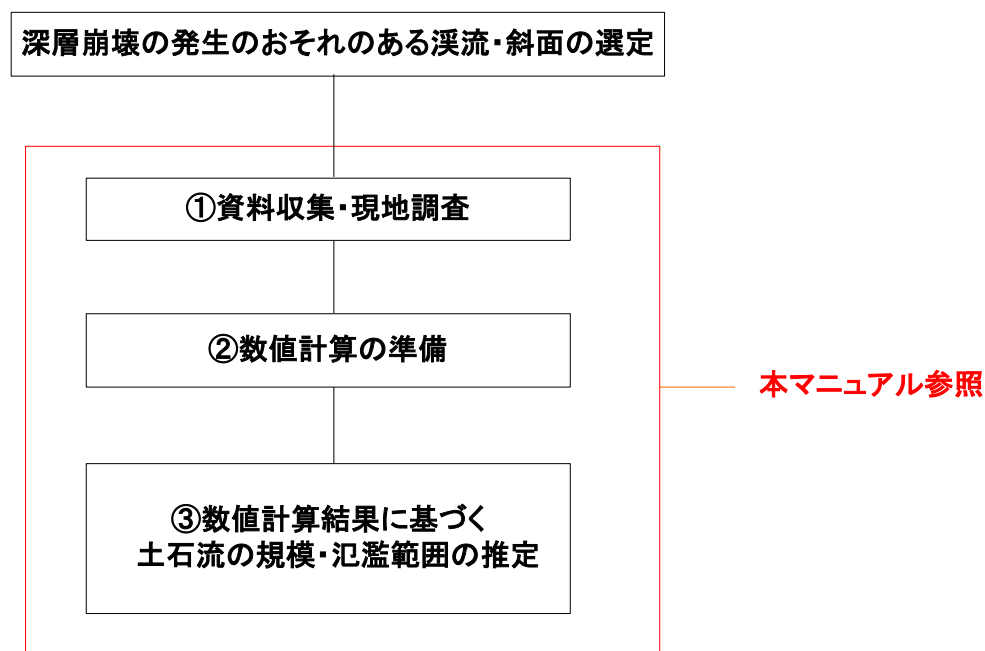 深層崩壊の発生のおそれのある渓流・斜面の選定
①資料収集・現地調査
②数値計算の準備
本マニュアル参照
③数値計算結果に基づく
土石流の規模・氾濫範囲の推定